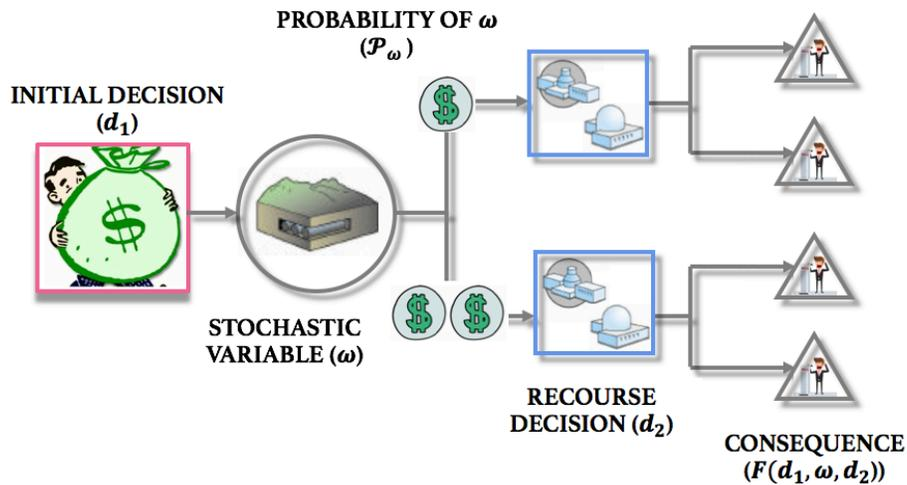 PROBABILITY OF ω
(𝒫ω)
INITIAL DECISION
(d₁)
$
$
STOCHASTIC
VARIABLE (ω)
$ $
RECOURSE
DECISION (d₂)
CONSEQUENCE
(F(d₁, ω, d₂))